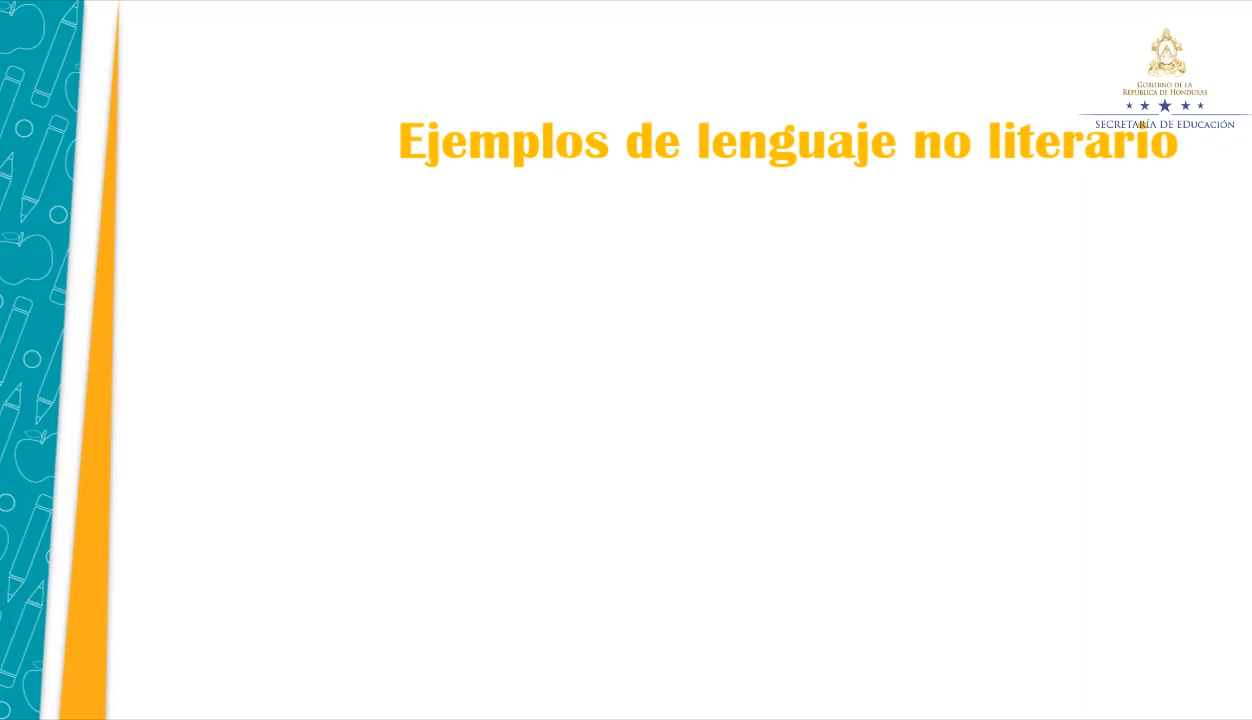 GOBIERNO DE LA
REPÚBLICA DE HONDURAS
SECRETARÍA DE EDUCACIÓN
Ejemplos de lenguaje no literario